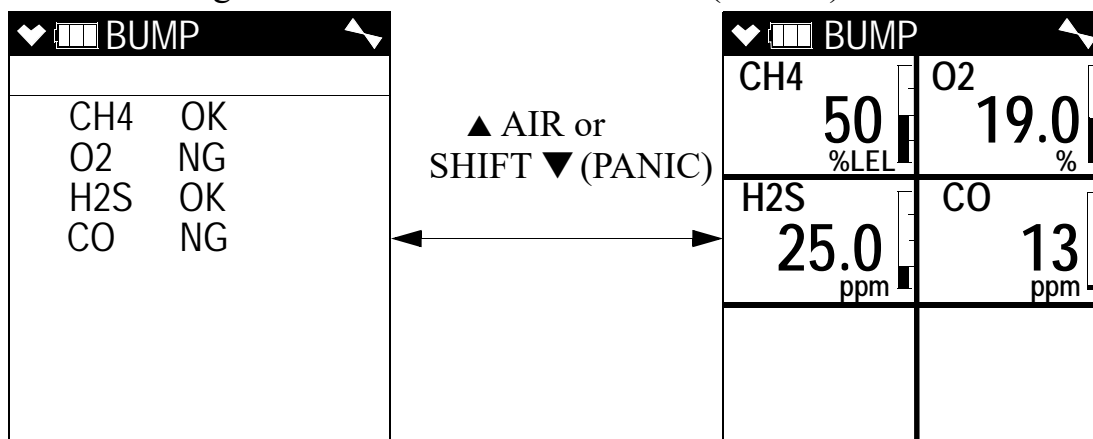 BUMP
CH4 OK
O2 NG
H2S OK
CO NG
▲ AIR or
SHIFT ▼ (PANIC)
BUMP
CH4
50
%LEL
O2
19.0
%
H2S
25.0
ppm
CO
13
ppm